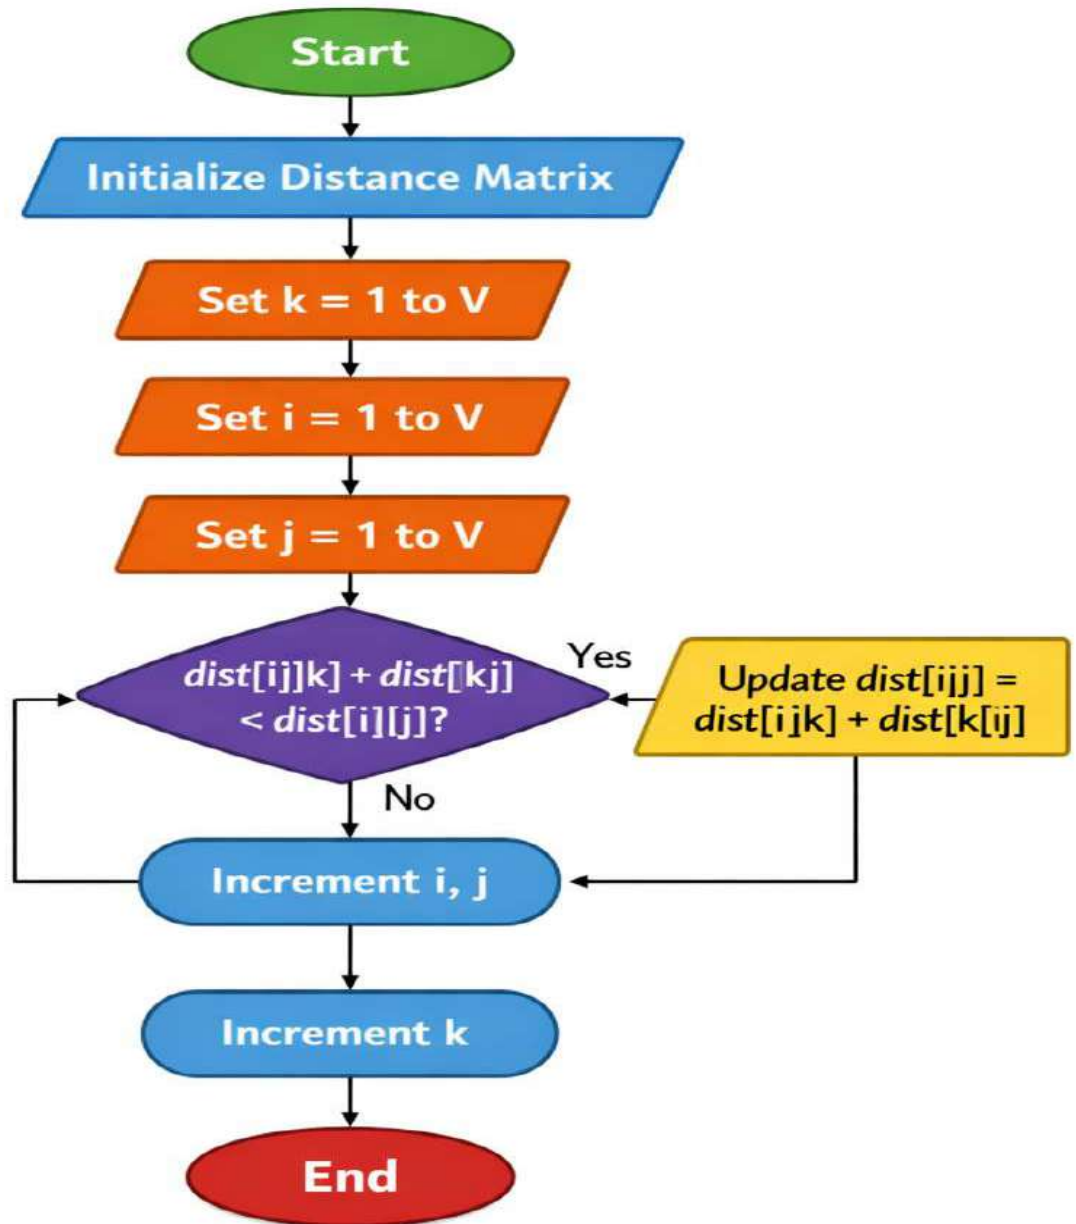 Start
Initialize Distance Matrix
Set k = 1 to V
Set i = 1 to V
Set j = 1 to V
dist[ij]k] + dist[kj]
< dist[i][j]?
Yes
Update dist[ijj] =
dist[ijk] + dist[k[ij]
No
Increment i, j
Increment k
End